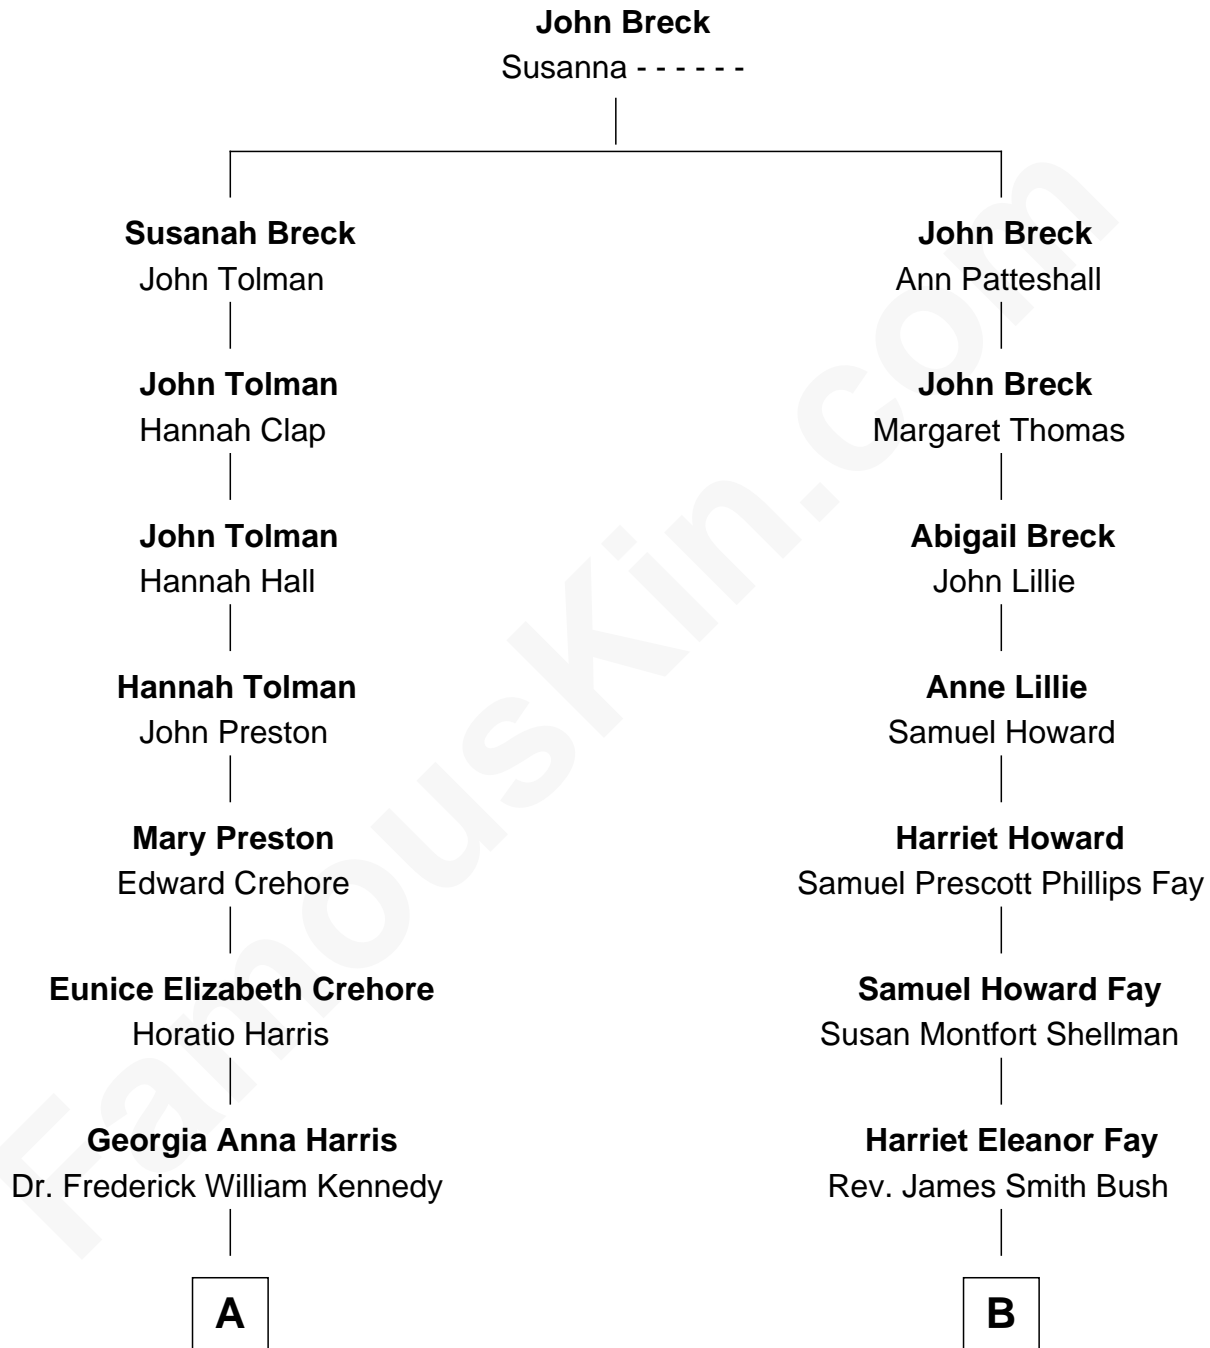 John Breck
Susanna - - - - - -
Susanah Breck
John Tolman
John Breck
Ann Patteshall
John Tolman
Hannah Clap
John Breck
Margaret Thomas
John Tolman
Hannah Hall
Abigail Breck
John Lillie
Hannah Tolman
John Preston
Anne Lillie
Samuel Howard
Mary Preston
Edward Crehore
Harriet Howard
Samuel Prescott Phillips Fay
Eunice Elizabeth Crehore
Horatio Harris
Samuel Howard Fay
Susan Montfort Shellman
Georgia Anna Harris
Dr. Frederick William Kennedy
Harriet Eleanor Fay
Rev. James Smith Bush
A
B
FamousKin.com